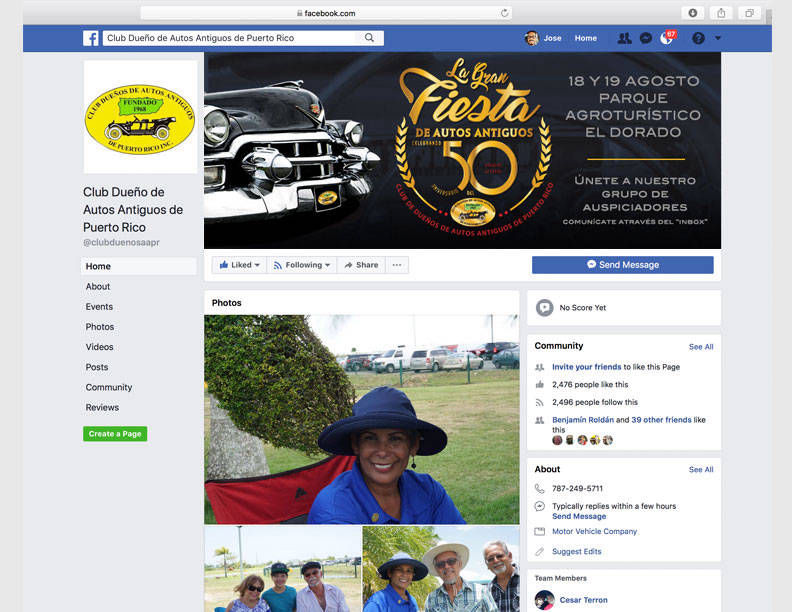 facebook.com
Club Dueño de Autos Antiguos de Puerto Rico
Jose
Home
67
CLUB DUEÑOS DE AUTOS ANTIGUOS
FUNDADO
1968
DE PUERTO RICO INC.
Club Dueño de
Autos Antiguos de
Puerto Rico
@clubduenosaapr
Home
About
Events
Photos
Videos
Posts
Community
Reviews
Create a Page
La Gran
Fiesta
DE AUTOS ANTIGUOS
CELEBRANDO
50
ANIVERSARIO DEL
CLUB DE DUEÑOS DE AUTOS ANTIGUOS DE PUERTO RICO
18 Y 19 AGOSTO
PARQUE
AGROTURÍSTICO
EL DORADO
ÚNETE A NUESTRO
GRUPO DE
AUSPICIADORES
COMUNÍCATE ATRAVÉS DEL "INBOX"
Liked
Following
Share
Send Message
Photos
No Score Yet
Community
See All
Invite your friends to like this Page
2,476 people like this
2,496 people follow this
Benjamín Roldán and 39 other friends like
this
About
See All
787-249-5711
Typically replies within a few hours
Send Message
Motor Vehicle Company
Suggest Edits
Team Members
Cesar Terron